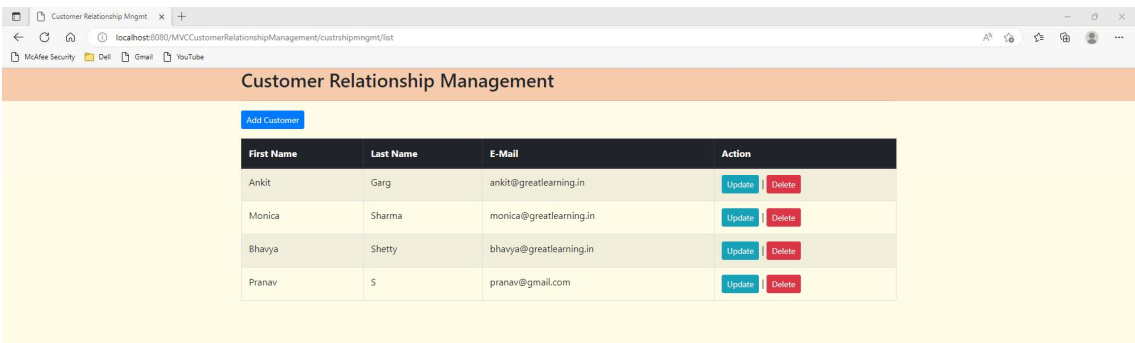 Customer Relationship Mngmt
localhost:8080/MVCCustomerRelationshipManagement/custrshipmngmt/list
McAfee Security Dell Gmail YouTube
Customer Relationship Management
Add Customer
First Name Last Name E-Mail Action
Ankit Garg ankit@greatlearning.in Update | Delete
Monica Sharma monica@greatlearning.in Update | Delete
Bhavya Shetty bhavya@greatlearning.in Update | Delete
Pranav S pranav@gmail.com Update | Delete